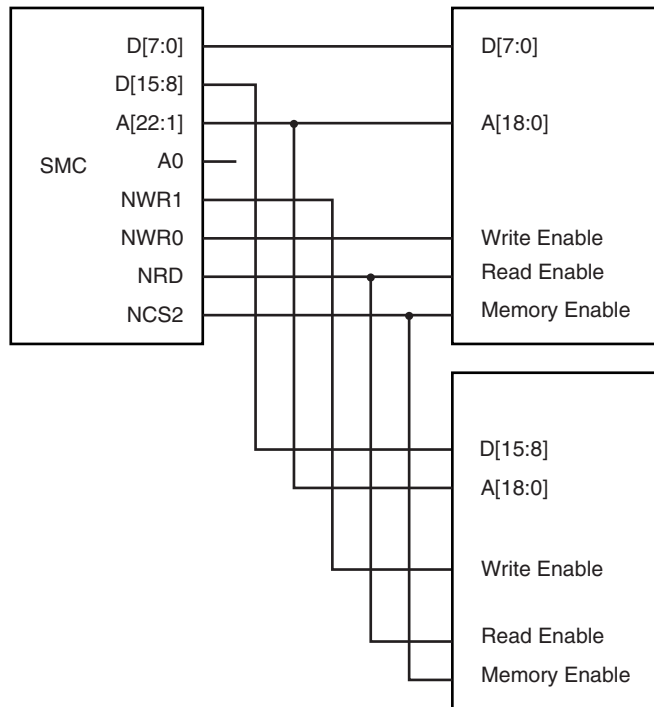 D[7:0]
D[15:8]
A[22:1]
A0
NWR1
NWR0
NRD
NCS2
SMC
D[7:0]
A[18:0]
Write Enable
Read Enable
Memory Enable
D[15:8]
A[18:0]
Write Enable
Read Enable
Memory Enable